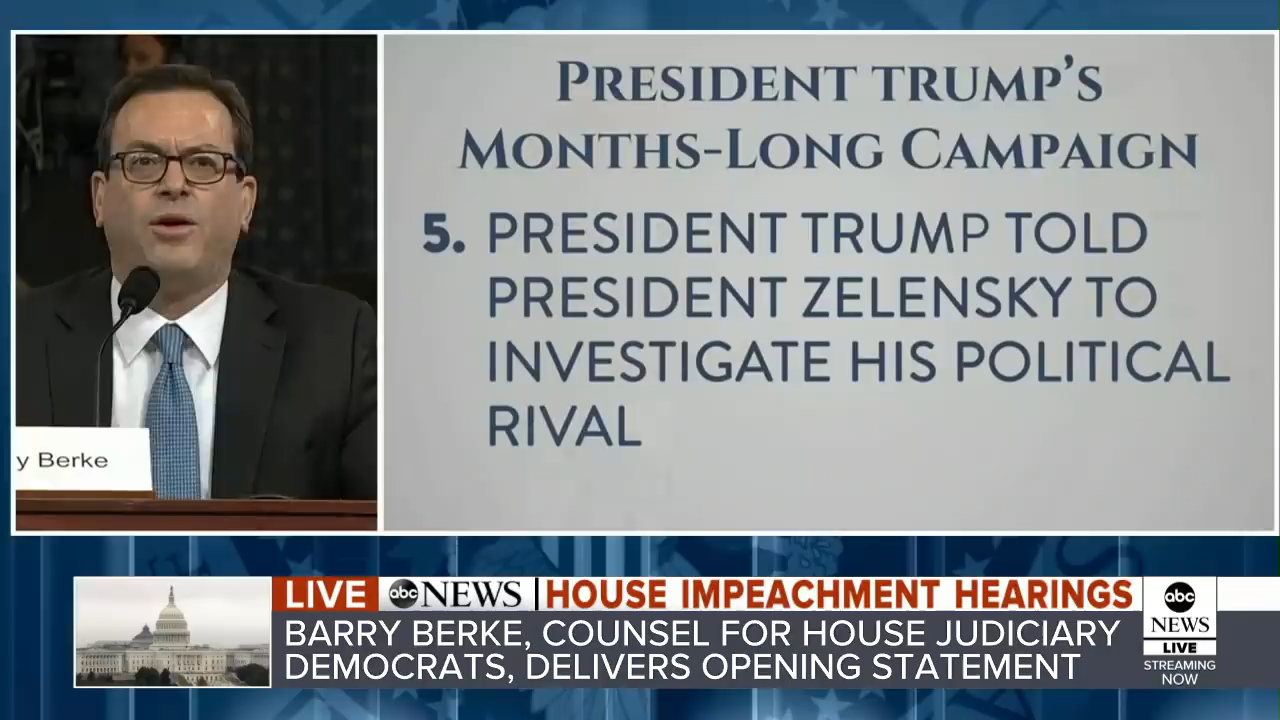 PRESIDENT TRUMP'S
MONTHS-LONG CAMPAIGN
5. PRESIDENT TRUMP TOLD
PRESIDENT ZELENSKY TO
INVESTIGATE HIS POLITICAL
RIVAL
y Berke
LIVE abc NEWS HOUSE IMPEACHMENT HEARINGS
BARRY BERKE, COUNSEL FOR HOUSE JUDICIARY
DEMOCRATS, DELIVERS OPENING STATEMENT
abc
NEWS
LIVE
STREAMING
NOW